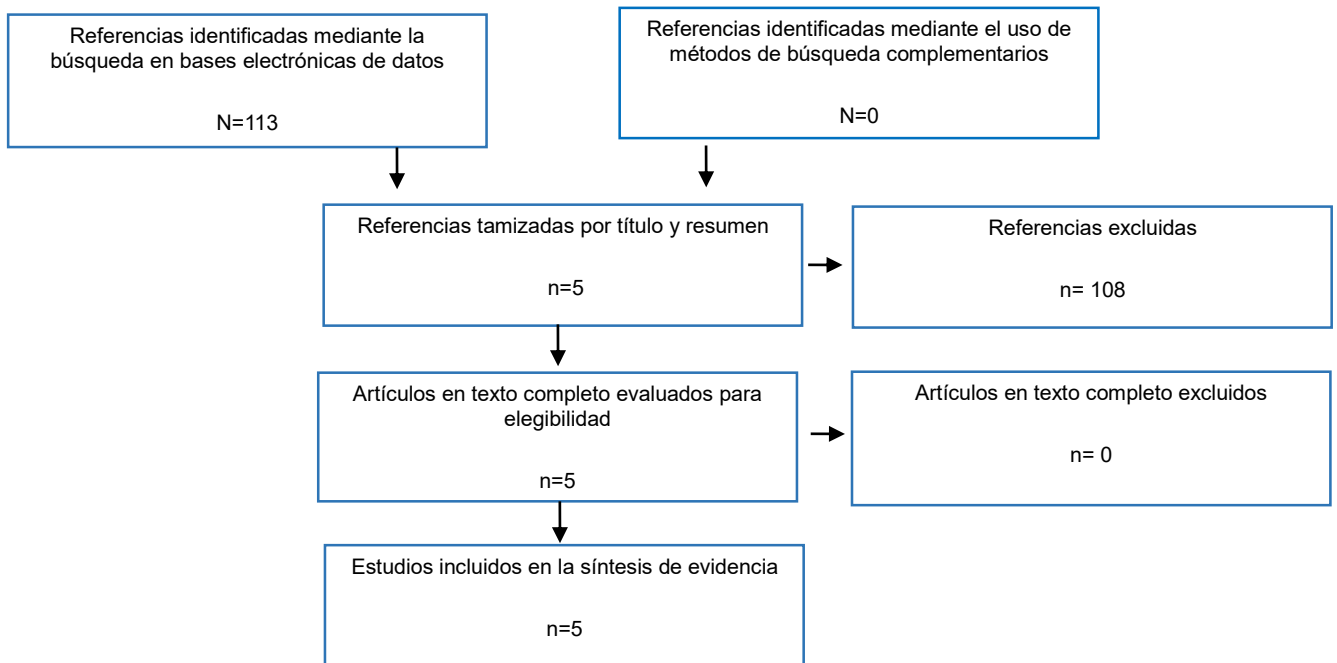 Referencias identificadas mediante la
búsqueda en bases electrónicas de datos
N=113
Referencias identificadas mediante el uso de
métodos de búsqueda complementarios
N=0
Referencias tamizadas por título y resumen
n=5
Referencias excluidas
n= 108
Artículos en texto completo evaluados para
elegibilidad
n=5
Artículos en texto completo excluidos
n= 0
Estudios incluidos en la síntesis de evidencia
n=5